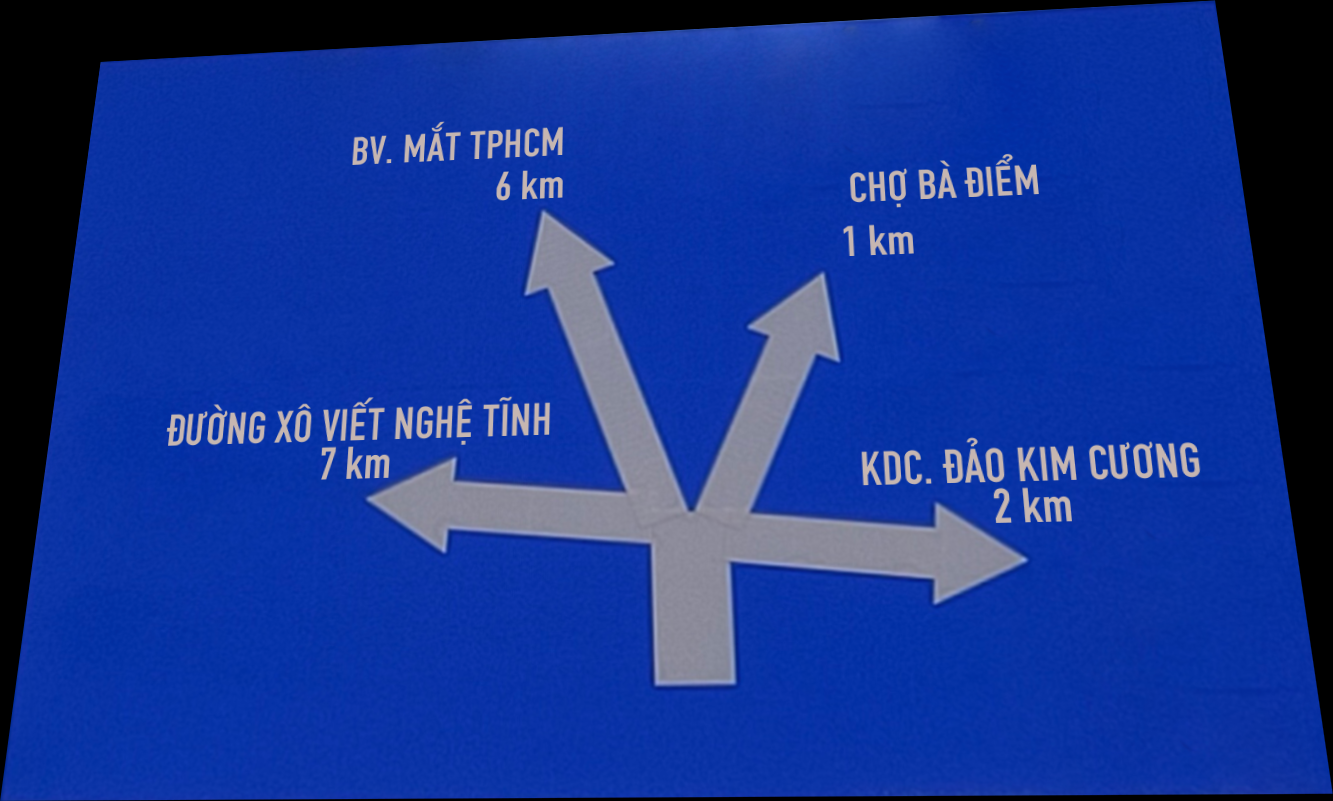 BV. MẮT TPHCM
6 km
CHỢ BÀ ĐIỂM
1 km
ĐƯỜNG XÔ VIẾT NGHỆ TĨNH
7 km
KDC. ĐẢO KIM CƯƠNG
2 km